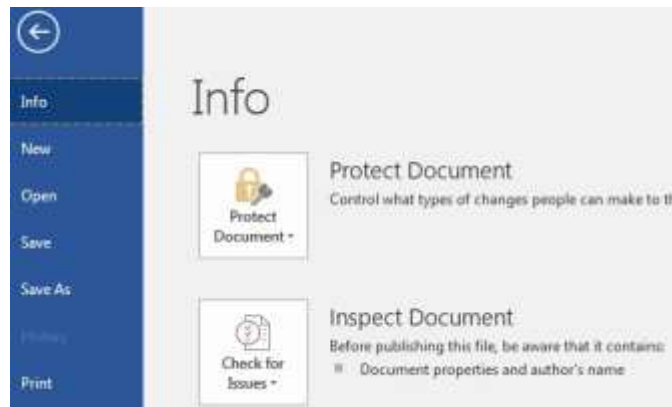 Info
New
Open
Save
Save As
History
Print
Info
Protect
Document
Protect Document
Control what types of changes people can make to th
Check for
Issues
Inspect Document
Before publishing this file, be aware that it contains:
Document properties and author's name